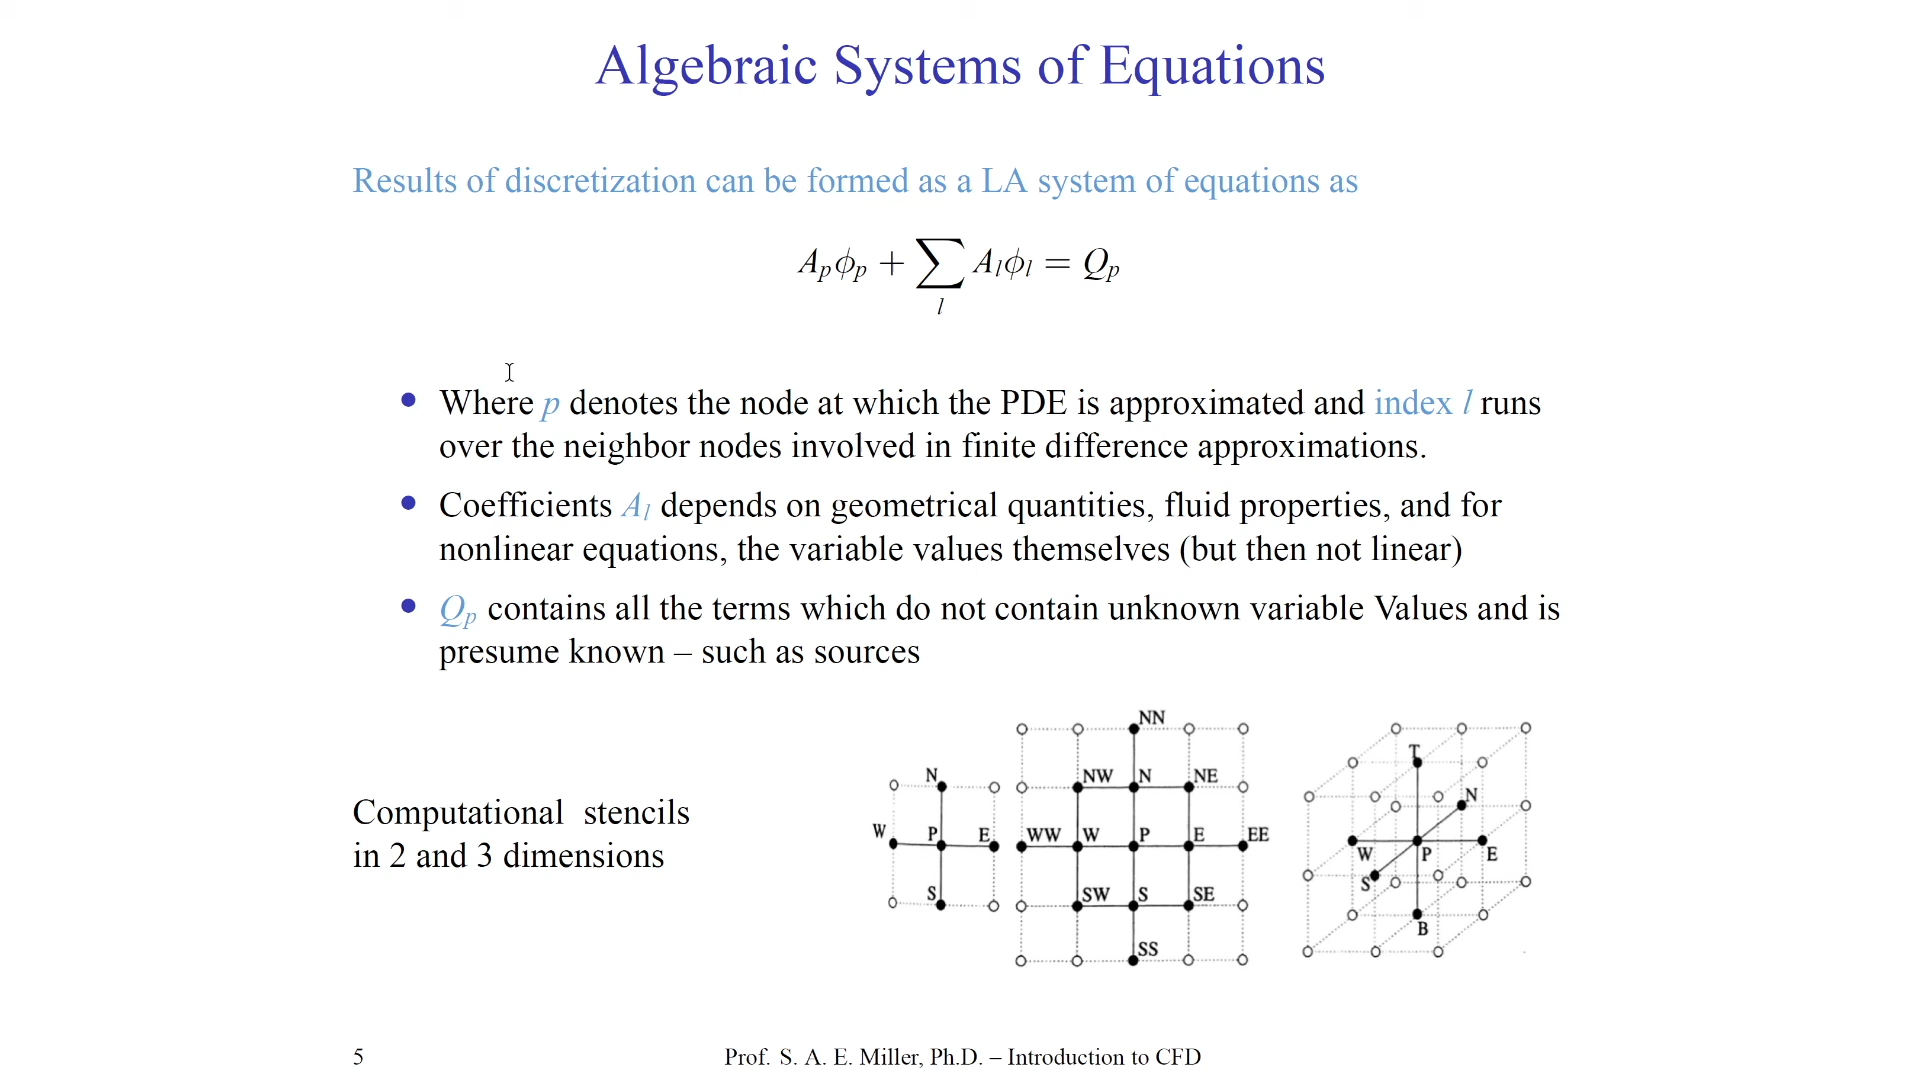 Algebraic Systems of Equations
Results of discretization can be formed as a LA system of equations as
A_p ϕ_p + ∑_l A_l ϕ_l = Q_p
• Where p denotes the node at which the PDE is approximated and index l runs
over the neighbor nodes involved in finite difference approximations.
• Coefficients A_l depends on geometrical quantities, fluid properties, and for
nonlinear equations, the variable values themselves (but then not linear)
• Q_p contains all the terms which do not contain unknown variable Values and is
presume known – such as sources
Computational stencils
in 2 and 3 dimensions
N
W P E
S
NN
NW N NE
WW W P E EE
SW S SE
SS
T
N
W P E
S
B
5
Prof. S. A. E. Miller, Ph.D. – Introduction to CFD